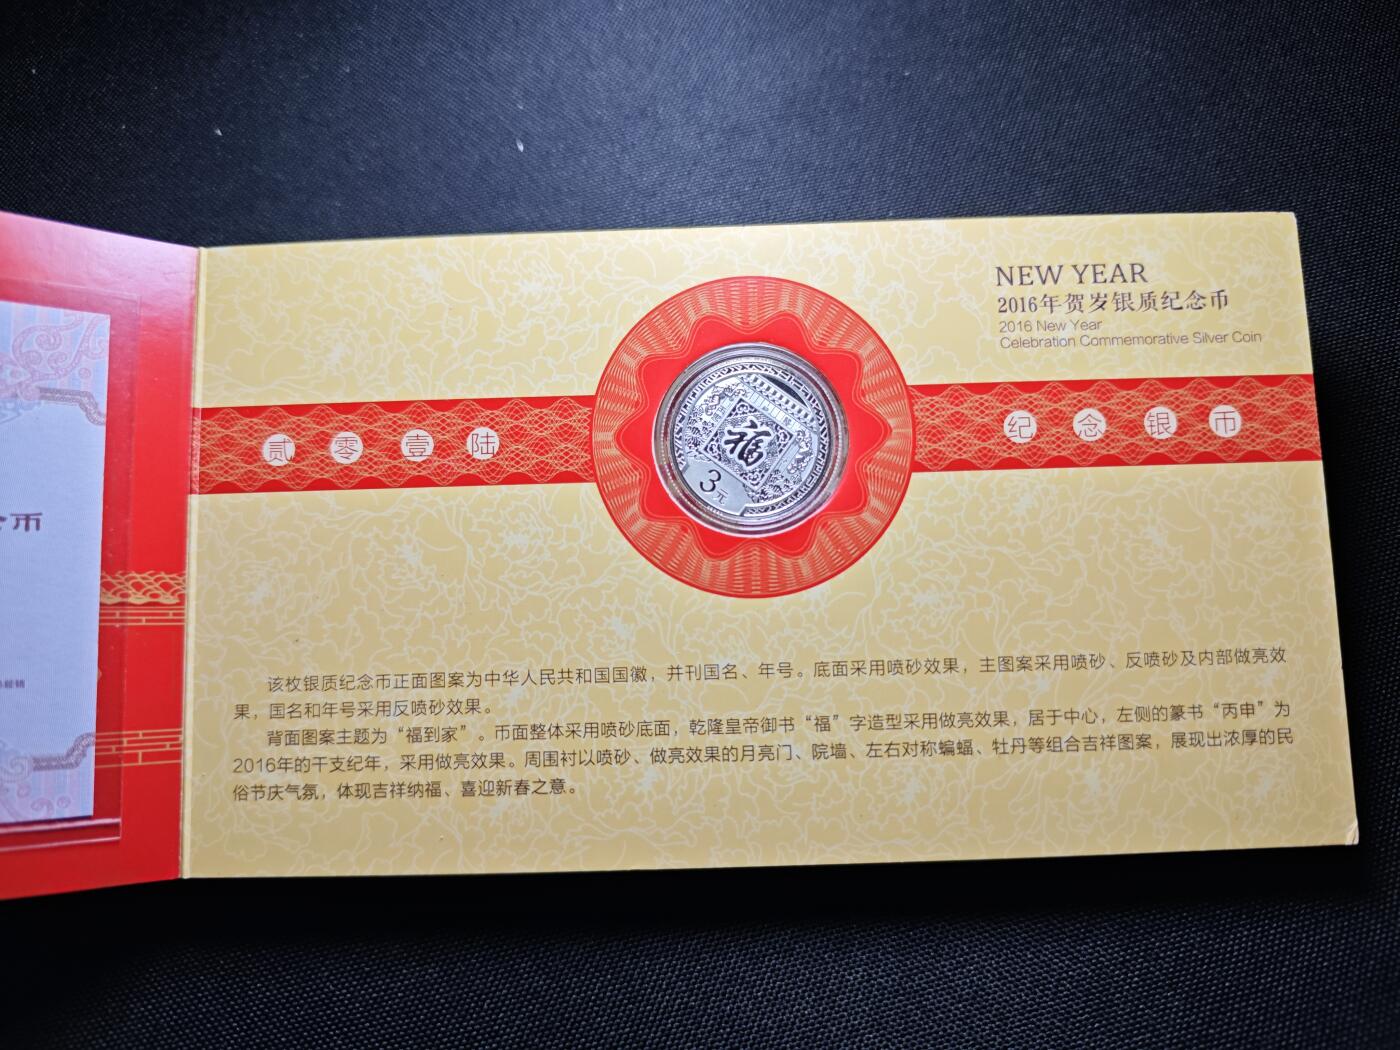 NEW YEAR
2016年贺岁银质纪念币
2016 New Year
Celebration Commemorative Silver Coin
贰零壹陆
纪念银币
福
3元
币
经销
该枚银质纪念币正面图案为中华人民共和国国徽，并刊国名、年号。底面采用喷砂效果，主图案采用喷砂、反喷砂及内部做亮效
果，国名和年号采用反喷砂效果。
背面图案主题为“福到家”。币面整体采用喷砂底面，乾隆皇帝御书“福”字造型采用做亮效果，居于中心，左侧的篆书“丙申”为
2016年的干支纪年，采用做亮效果。周围衬以喷砂、做亮效果的月亮门、院墙、左右对称蝙蝠、牡丹等组合吉祥图案，展现出浓厚的民
俗节庆气氛，体现吉祥纳福、喜迎新春之意。